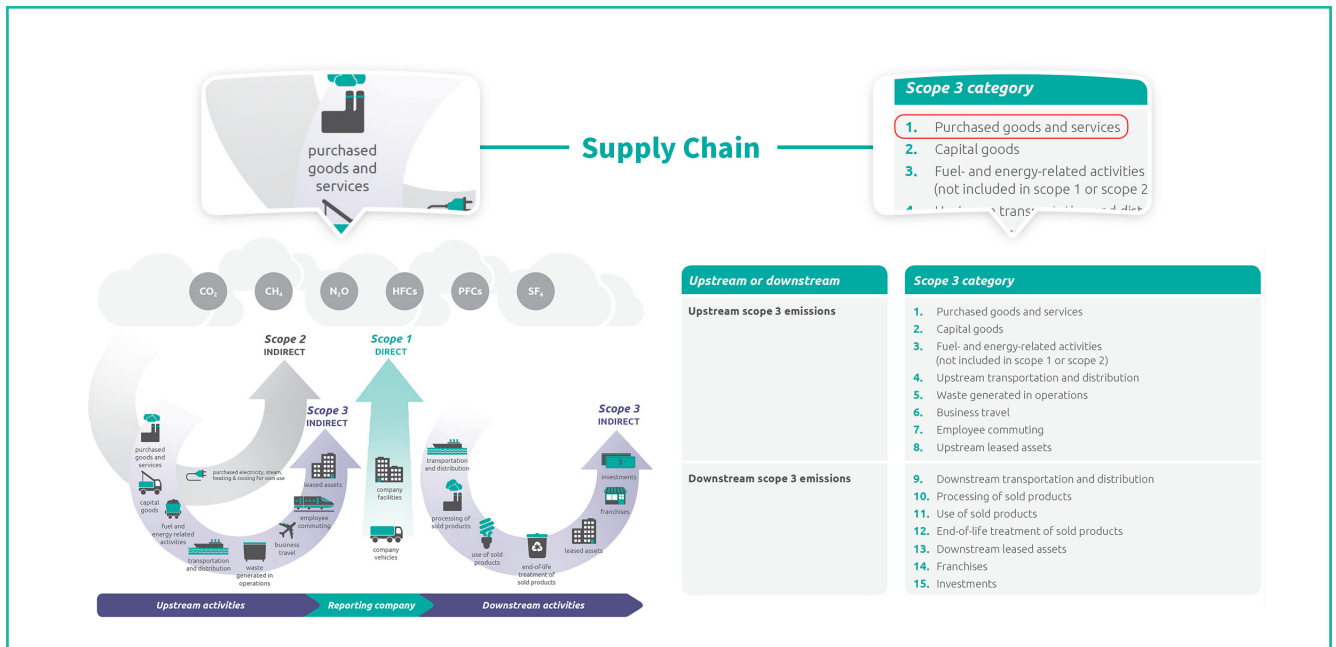 purchased
goods and
services
Supply Chain
Scope 3 category
1. Purchased goods and services
2. Capital goods
3. Fuel- and energy-related activities
(not included in scope 1 or scope 2
CO₂
CH₄
N₂O
HFCs
PFCs
SF₆
Scope 2
INDIRECT
Scope 1
DIRECT
Scope 3
INDIRECT
Scope 3
INDIRECT
purchased
goods and
services
capital
goods
fuel and
energy related
activities
transportation
and distribution
waste
generated in
operations
business
travel
employee
commuting
leased assets
purchased electricity, steam,
heating & cooling for own use
company
facilities
company
vehicles
transportation
and distribution
processing of
sold products
use of sold
products
end-of-life
treatment of
sold products
leased assets
franchises
investments
$
Upstream activities
Reporting company
Downstream activities
Upstream or downstream
Scope 3 category
Upstream scope 3 emissions
1. Purchased goods and services
2. Capital goods
3. Fuel- and energy-related activities
(not included in scope 1 or scope 2)
4. Upstream transportation and distribution
5. Waste generated in operations
6. Business travel
7. Employee commuting
8. Upstream leased assets
Downstream scope 3 emissions
9. Downstream transportation and distribution
10. Processing of sold products
11. Use of sold products
12. End-of-life treatment of sold products
13. Downstream leased assets
14. Franchises
15. Investments